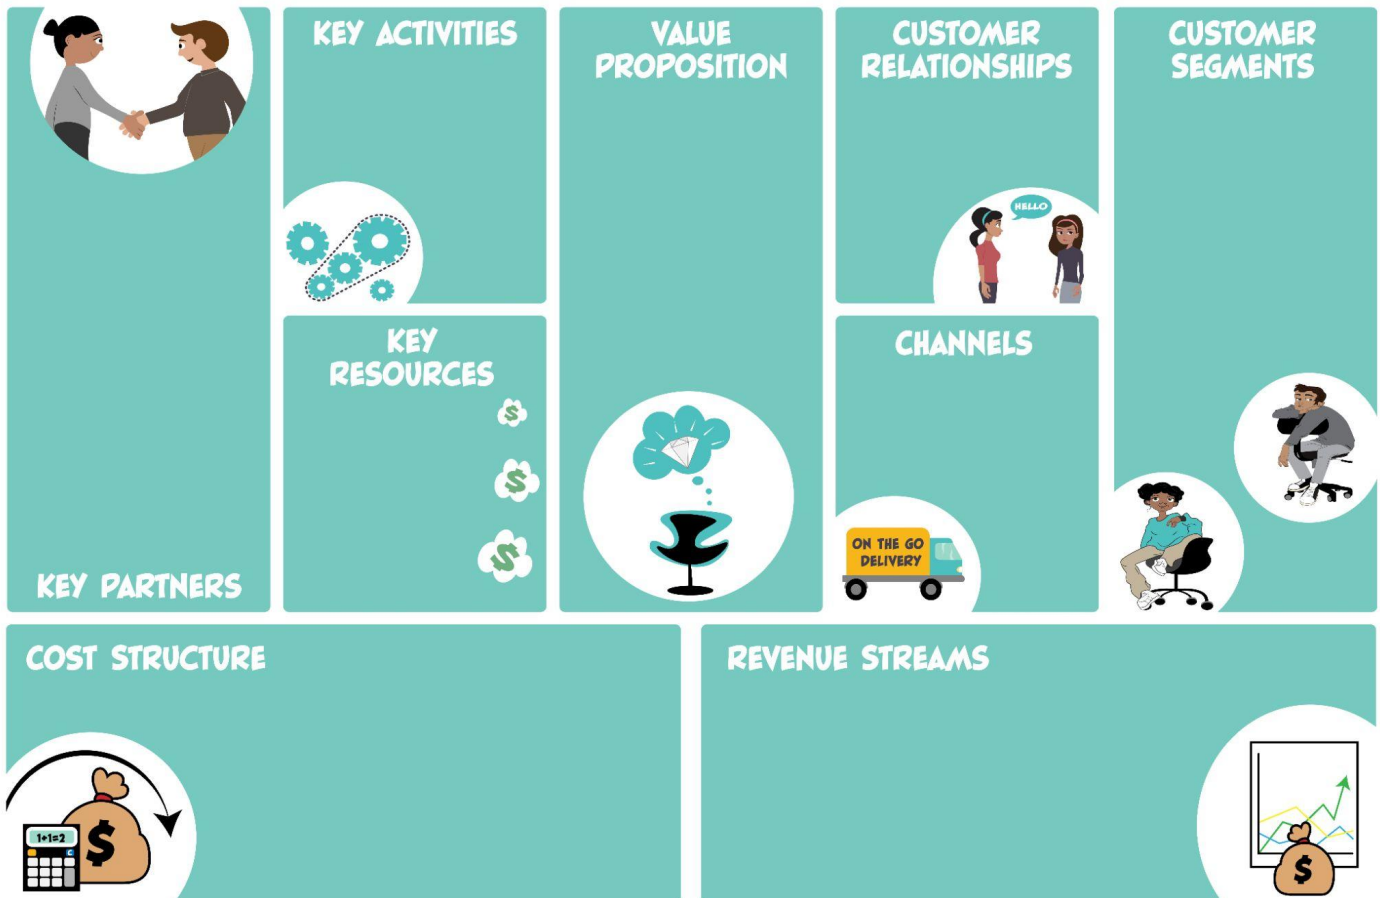 KEY PARTNERS
KEY ACTIVITIES
KEY
RESOURCES
$
$
$
VALUE
PROPOSITION
CUSTOMER
RELATIONSHIPS
HELLO
CHANNELS
ON THE GO
DELIVERY
CUSTOMER
SEGMENTS
COST STRUCTURE
1+1=2
C
$
REVENUE STREAMS
$